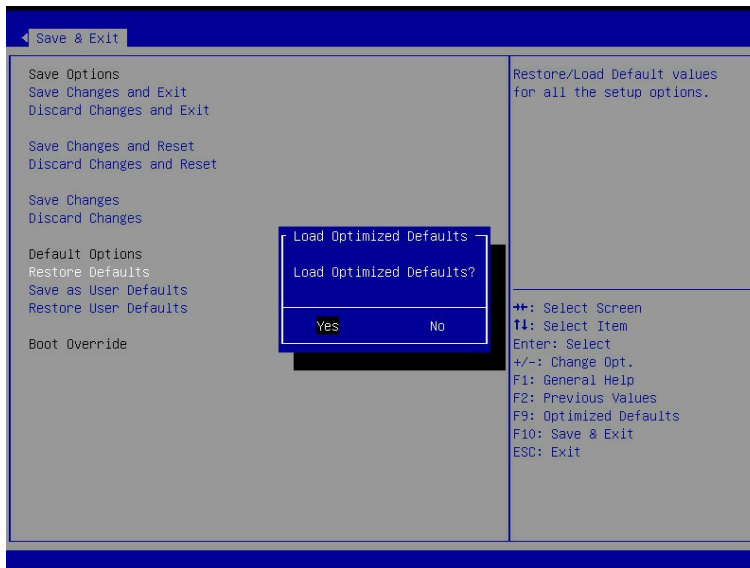 Save & Exit
Save Options
Save Changes and Exit
Discard Changes and Exit
Save Changes and Reset
Discard Changes and Reset
Save Changes
Discard Changes
Default Options
Restore Defaults
Save as User Defaults
Restore User Defaults
Boot Override
Load Optimized Defaults
Load Optimized Defaults?
Yes No
Restore/Load Default values
for all the setup options.
→←: Select Screen
↑↓: Select Item
Enter: Select
+/-: Change Opt.
F1: General Help
F2: Previous Values
F9: Optimized Defaults
F10: Save & Exit
ESC: Exit